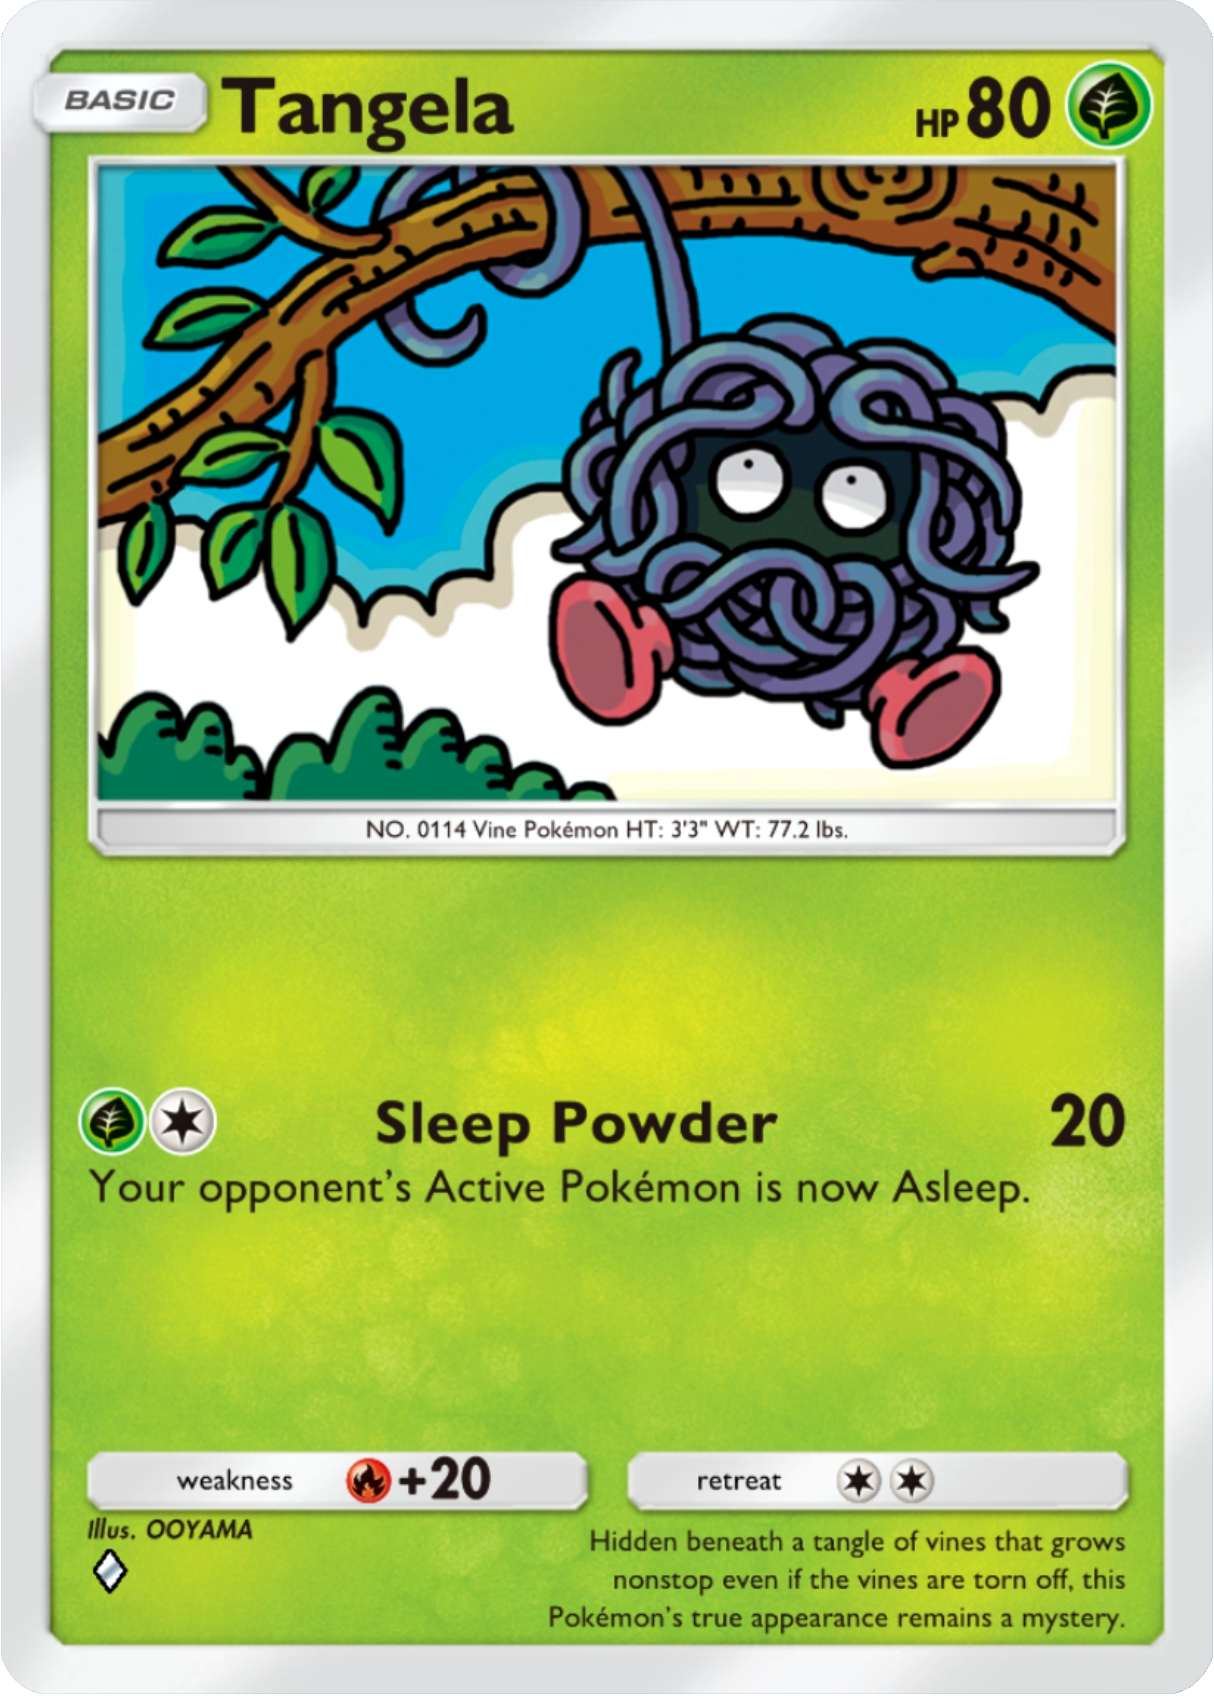 BASIC Tangela HP 80
NO. 0114 Vine Pokémon HT: 3'3" WT: 77.2 lbs.
Sleep Powder 20
Your opponent's Active Pokémon is now Asleep.
weakness +20 retreat
Illus. OOYAMA
Hidden beneath a tangle of vines that grows
nonstop even if the vines are torn off, this
Pokémon's true appearance remains a mystery.